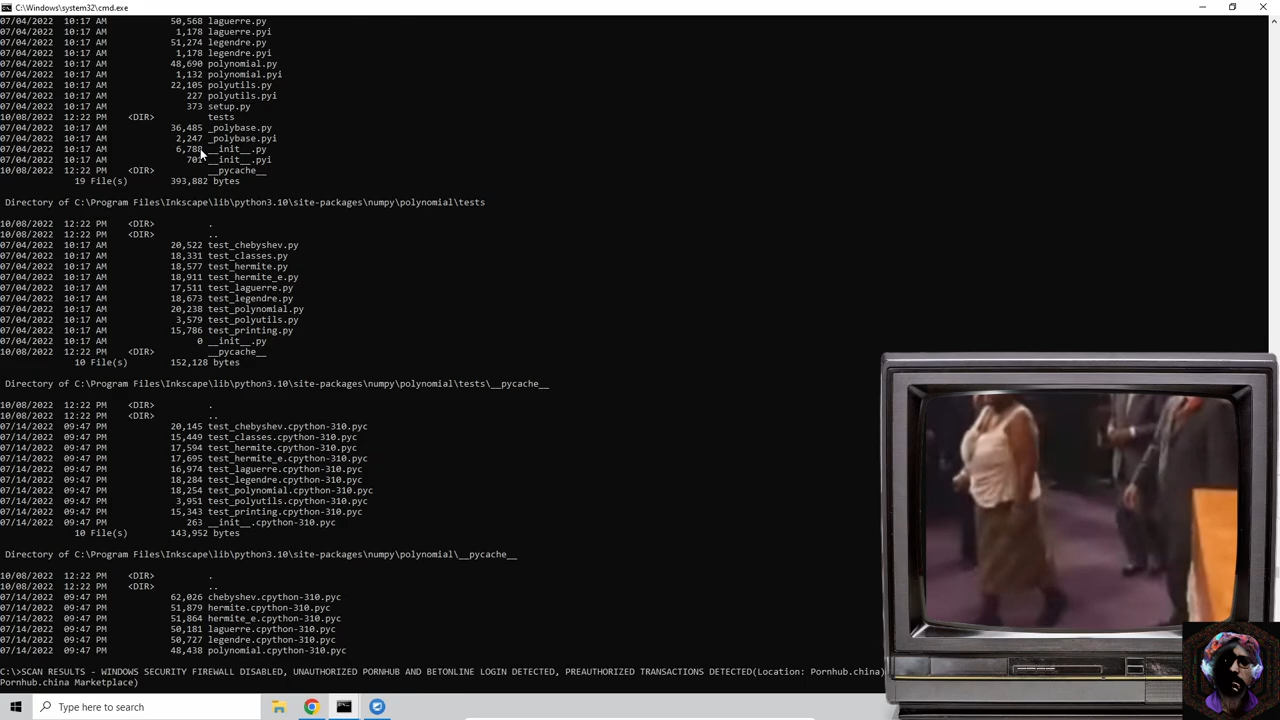 C:\Windows\system32\cmd.exe
07/04/2022  10:17 AM            50,568 laguerre.py
07/04/2022  10:17 AM             1,178 laguerre.pyi
07/04/2022  10:17 AM            51,274 legendre.py
07/04/2022  10:17 AM             1,178 legendre.pyi
07/04/2022  10:17 AM            48,690 polynomial.py
07/04/2022  10:17 AM             1,132 polynomial.pyi
07/04/2022  10:17 AM            22,105 polyutils.py
07/04/2022  10:17 AM               227 polyutils.pyi
07/04/2022  10:17 AM               373 setup.py
10/08/2022  12:22 PM    <DIR>          tests
07/04/2022  10:17 AM            36,485 _polybase.py
07/04/2022  10:17 AM             2,247 _polybase.pyi
07/04/2022  10:17 AM             6,788 __init__.py
07/04/2022  10:17 AM               701 __init__.pyi
10/08/2022  12:22 PM    <DIR>          __pycache__
19 File(s)        393,882 bytes
Directory of C:\Program Files\Inkscape\lib\python3.10\site-packages\numpy\polynomial\tests
10/08/2022  12:22 PM    <DIR>          .
10/08/2022  12:22 PM    <DIR>          ..
07/04/2022  10:17 AM            20,522 test_chebyshev.py
07/04/2022  10:17 AM            18,331 test_classes.py
07/04/2022  10:17 AM            18,577 test_hermite.py
07/04/2022  10:17 AM            18,911 test_hermite_e.py
07/04/2022  10:17 AM            17,511 test_laguerre.py
07/04/2022  10:17 AM            18,673 test_legendre.py
07/04/2022  10:17 AM            20,238 test_polynomial.py
07/04/2022  10:17 AM             3,579 test_polyutils.py
07/04/2022  10:17 AM            15,786 test_printing.py
07/04/2022  10:17 AM                 0 __init__.py
10/08/2022  12:22 PM    <DIR>          __pycache__
10 File(s)        152,128 bytes
Directory of C:\Program Files\Inkscape\lib\python3.10\site-packages\numpy\polynomial\tests\__pycache__
10/08/2022  12:22 PM    <DIR>          .
10/08/2022  12:22 PM    <DIR>          ..
07/14/2022  09:47 PM            20,145 test_chebyshev.cpython-310.pyc
07/14/2022  09:47 PM            15,449 test_classes.cpython-310.pyc
07/14/2022  09:47 PM            17,594 test_hermite.cpython-310.pyc
07/14/2022  09:47 PM            17,695 test_hermite_e.cpython-310.pyc
07/14/2022  09:47 PM            16,974 test_laguerre.cpython-310.pyc
07/14/2022  09:47 PM            18,284 test_legendre.cpython-310.pyc
07/14/2022  09:47 PM            18,254 test_polynomial.cpython-310.pyc
07/14/2022  09:47 PM             3,951 test_polyutils.cpython-310.pyc
07/14/2022  09:47 PM            15,343 test_printing.cpython-310.pyc
07/14/2022  09:47 PM               263 __init__.cpython-310.pyc
10 File(s)        143,952 bytes
Directory of C:\Program Files\Inkscape\lib\python3.10\site-packages\numpy\polynomial\__pycache__
10/08/2022  12:22 PM    <DIR>          .
10/08/2022  12:22 PM    <DIR>          ..
07/14/2022  09:47 PM            62,026 chebyshev.cpython-310.pyc
07/14/2022  09:47 PM            51,879 hermite.cpython-310.pyc
07/14/2022  09:47 PM            51,864 hermite_e.cpython-310.pyc
07/14/2022  09:47 PM            50,181 laguerre.cpython-310.pyc
07/14/2022  09:47 PM            50,727 legendre.cpython-310.pyc
07/14/2022  09:47 PM            48,438 polynomial.cpython-310.pyc
C:\>SCAN RESULTS - WINDOWS SECURITY FIREWALL DISABLED, UNAUTHORIZED PORNHUB AND BETONLINE LOGIN DETECTED, PREAUTORIZED TRANSACTIONS DETECTED(Location: Pornhub.china)
Pornhub.china Marketplace)
Type here to search